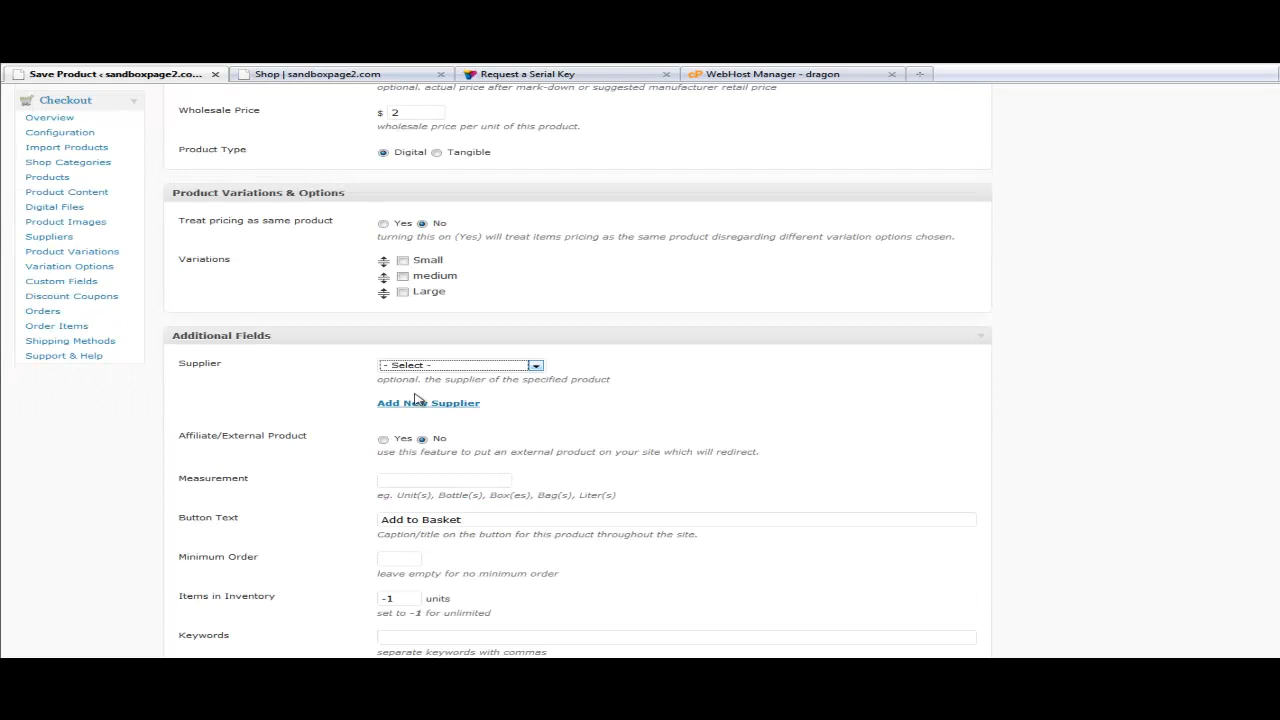 Save Product ‹ sandboxpage2.co... Shop | sandboxpage2.com Request a Serial Key WebHost Manager - dragon
Checkout
Overview
Configuration
Import Products
Shop Categories
Products
Product Content
Digital Files
Product Images
Suppliers
Product Variations
Variation Options
Custom Fields
Discount Coupons
Orders
Order Items
Shipping Methods
Support & Help
optional. actual price after mark-down or suggested manufacturer retail price
Wholesale Price $ 2
wholesale price per unit of this product.
Product Type Digital Tangible
Product Variations & Options
Treat pricing as same product Yes No
turning this on (Yes) will treat items pricing as the same product disregarding different variation options chosen.
Variations Small
medium
Large
Additional Fields
Supplier - Select -
optional. the supplier of the specified product
Add New Supplier
Affiliate/External Product Yes No
use this feature to put an external product on your site which will redirect.
Measurement
eg. Unit(s), Bottle(s), Box(es), Bag(s), Liter(s)
Button Text Add to Basket
Caption/title on the button for this product throughout the site.
Minimum Order
leave empty for no minimum order
Items in Inventory -1 units
set to -1 for unlimited
Keywords
separate keywords with commas